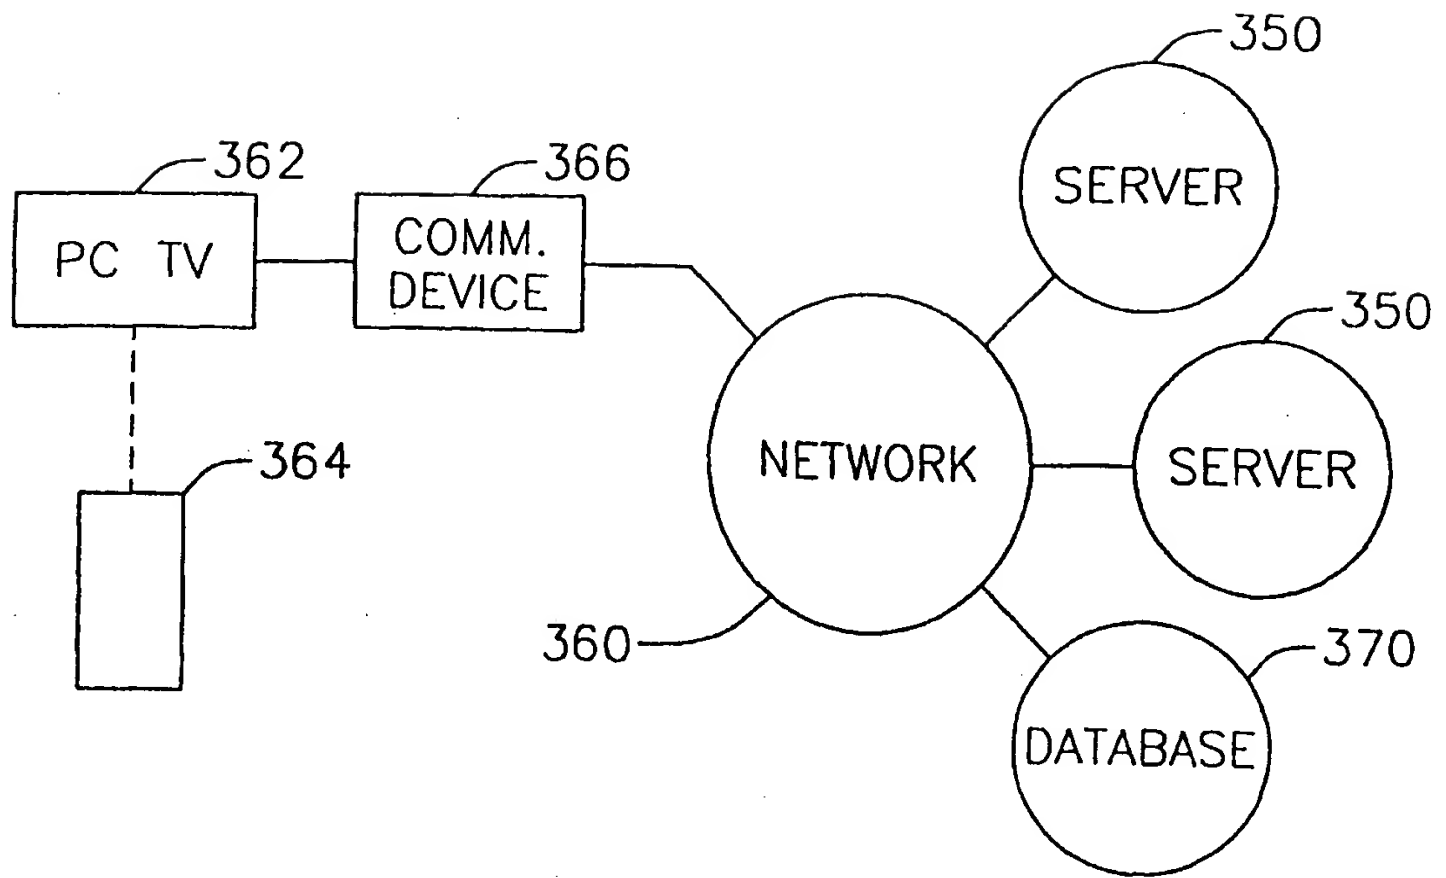 350
SERVER
362
PC TV
366
COMM.
DEVICE
350
SERVER
364
NETWORK
360
370
DATABASE